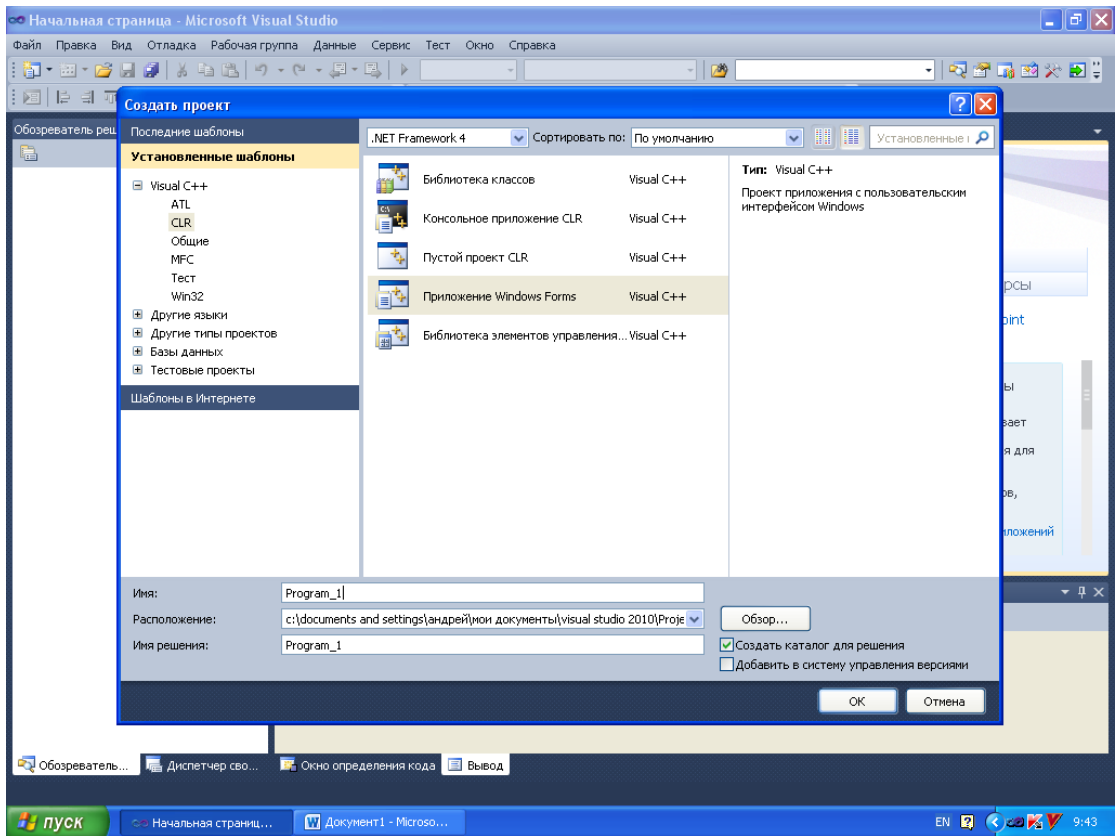 Начальная страница - Microsoft Visual Studio
Файл Правка Вид Отладка Рабочая группа Данные Сервис Тест Окно Справка
Создать проект
Обозреватель реш
Последние шаблоны
.NET Framework 4 Сортировать по: По умолчанию Установленные
Установленные шаблоны
Visual C++
ATL
CLR
Общие
MFC
Тест
Win32
Другие языки
Другие типы проектов
Базы данных
Тестовые проекты
Шаблоны в Интернете
Библиотека классов Visual C++
Консольное приложение CLR Visual C++
Пустой проект CLR Visual C++
Приложение Windows Forms Visual C++
Библиотека элементов управления... Visual C++
Тип: Visual C++
Проект приложения с пользовательским
интерфейсом Windows
рсы
oint
ы
вает
я для
ов,
ложений
Имя: Program_1
Расположение: c:\documents and settings\андрей\мои документы\visual studio 2010\Proje
Обзор...
Имя решения: Program_1
Создать каталог для решения
Добавить в систему управления версиями
OK Отмена
Обозреватель... Диспетчер сво... Окно определения кода Вывод
пуск Начальная страниц... Документ1 - Microso... EN 9:43